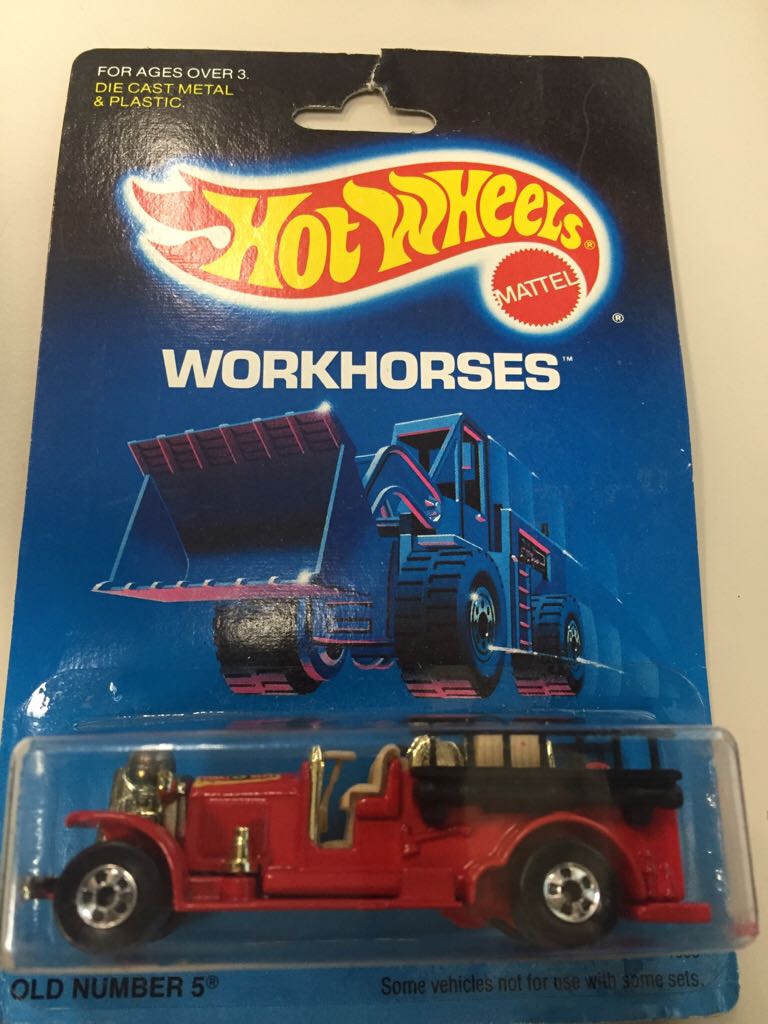 FOR AGES OVER 3.
DIE CAST METAL
& PLASTIC.
HOT WHEELS®
MATTEL
®
WORKHORSES™
OLD NUMBER 5®
Some vehicles not for use with some sets.